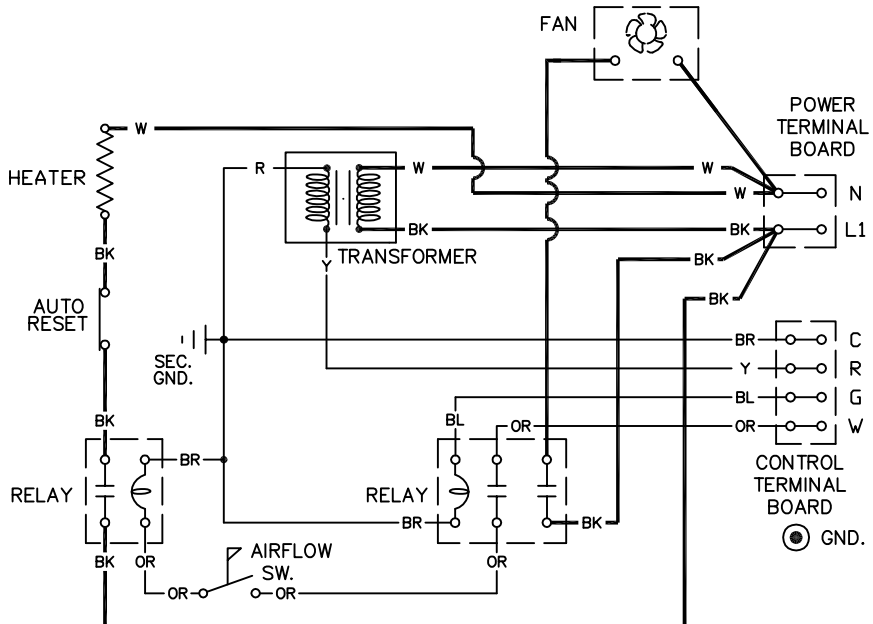 FAN
POWER
TERMINAL
BOARD
W
HEATER
R
W
W
W
N
BK
BK
L1
BK
TRANSFORMER
Y
BK
BK
AUTO
RESET
SEC.
GND.
BR
C
Y
R
BL
G
BK
BL
OR
OR
W
BR
RELAY
RELAY
CONTROL
TERMINAL
BOARD
BR
BK
GND.
BK
OR
AIRFLOW
SW.
OR
OR
OR